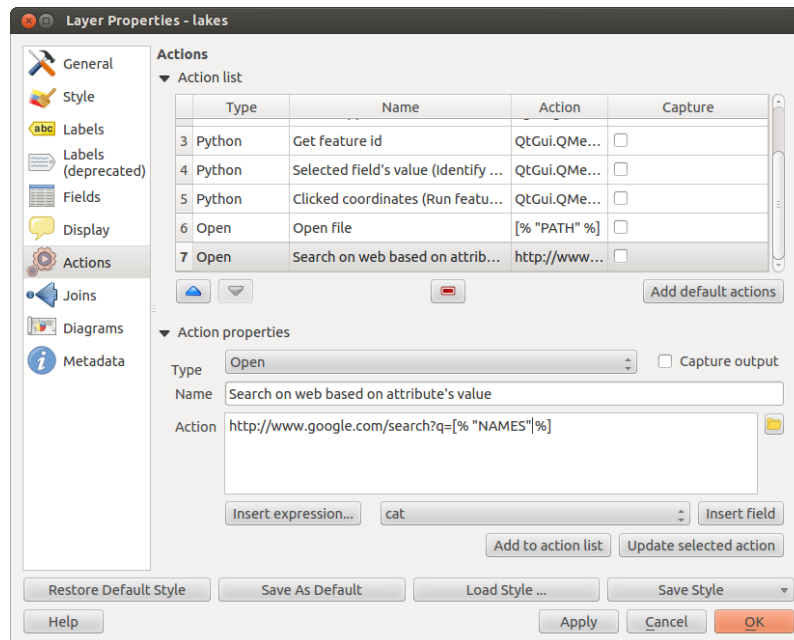 Layer Properties - lakes
General
Style
abc Labels
Labels
(deprecated)
Fields
Display
Actions
Joins
Diagrams
i Metadata
Actions
Action list
Type Name Action Capture
3 Python Get feature id QtGui.QMe...
4 Python Selected field's value (Identify ... QtGui.QMe...
5 Python Clicked coordinates (Run featu... QtGui.QMe...
6 Open Open file [% "PATH" %]
7 Open Search on web based on attrib... http://www...
Add default actions
Action properties
Type Open Capture output
Name Search on web based on attribute's value
Action http://www.google.com/search?q=[% "NAMES" %]
Insert expression... cat Insert field
Add to action list Update selected action
Restore Default Style Save As Default Load Style ... Save Style
Help Apply Cancel OK